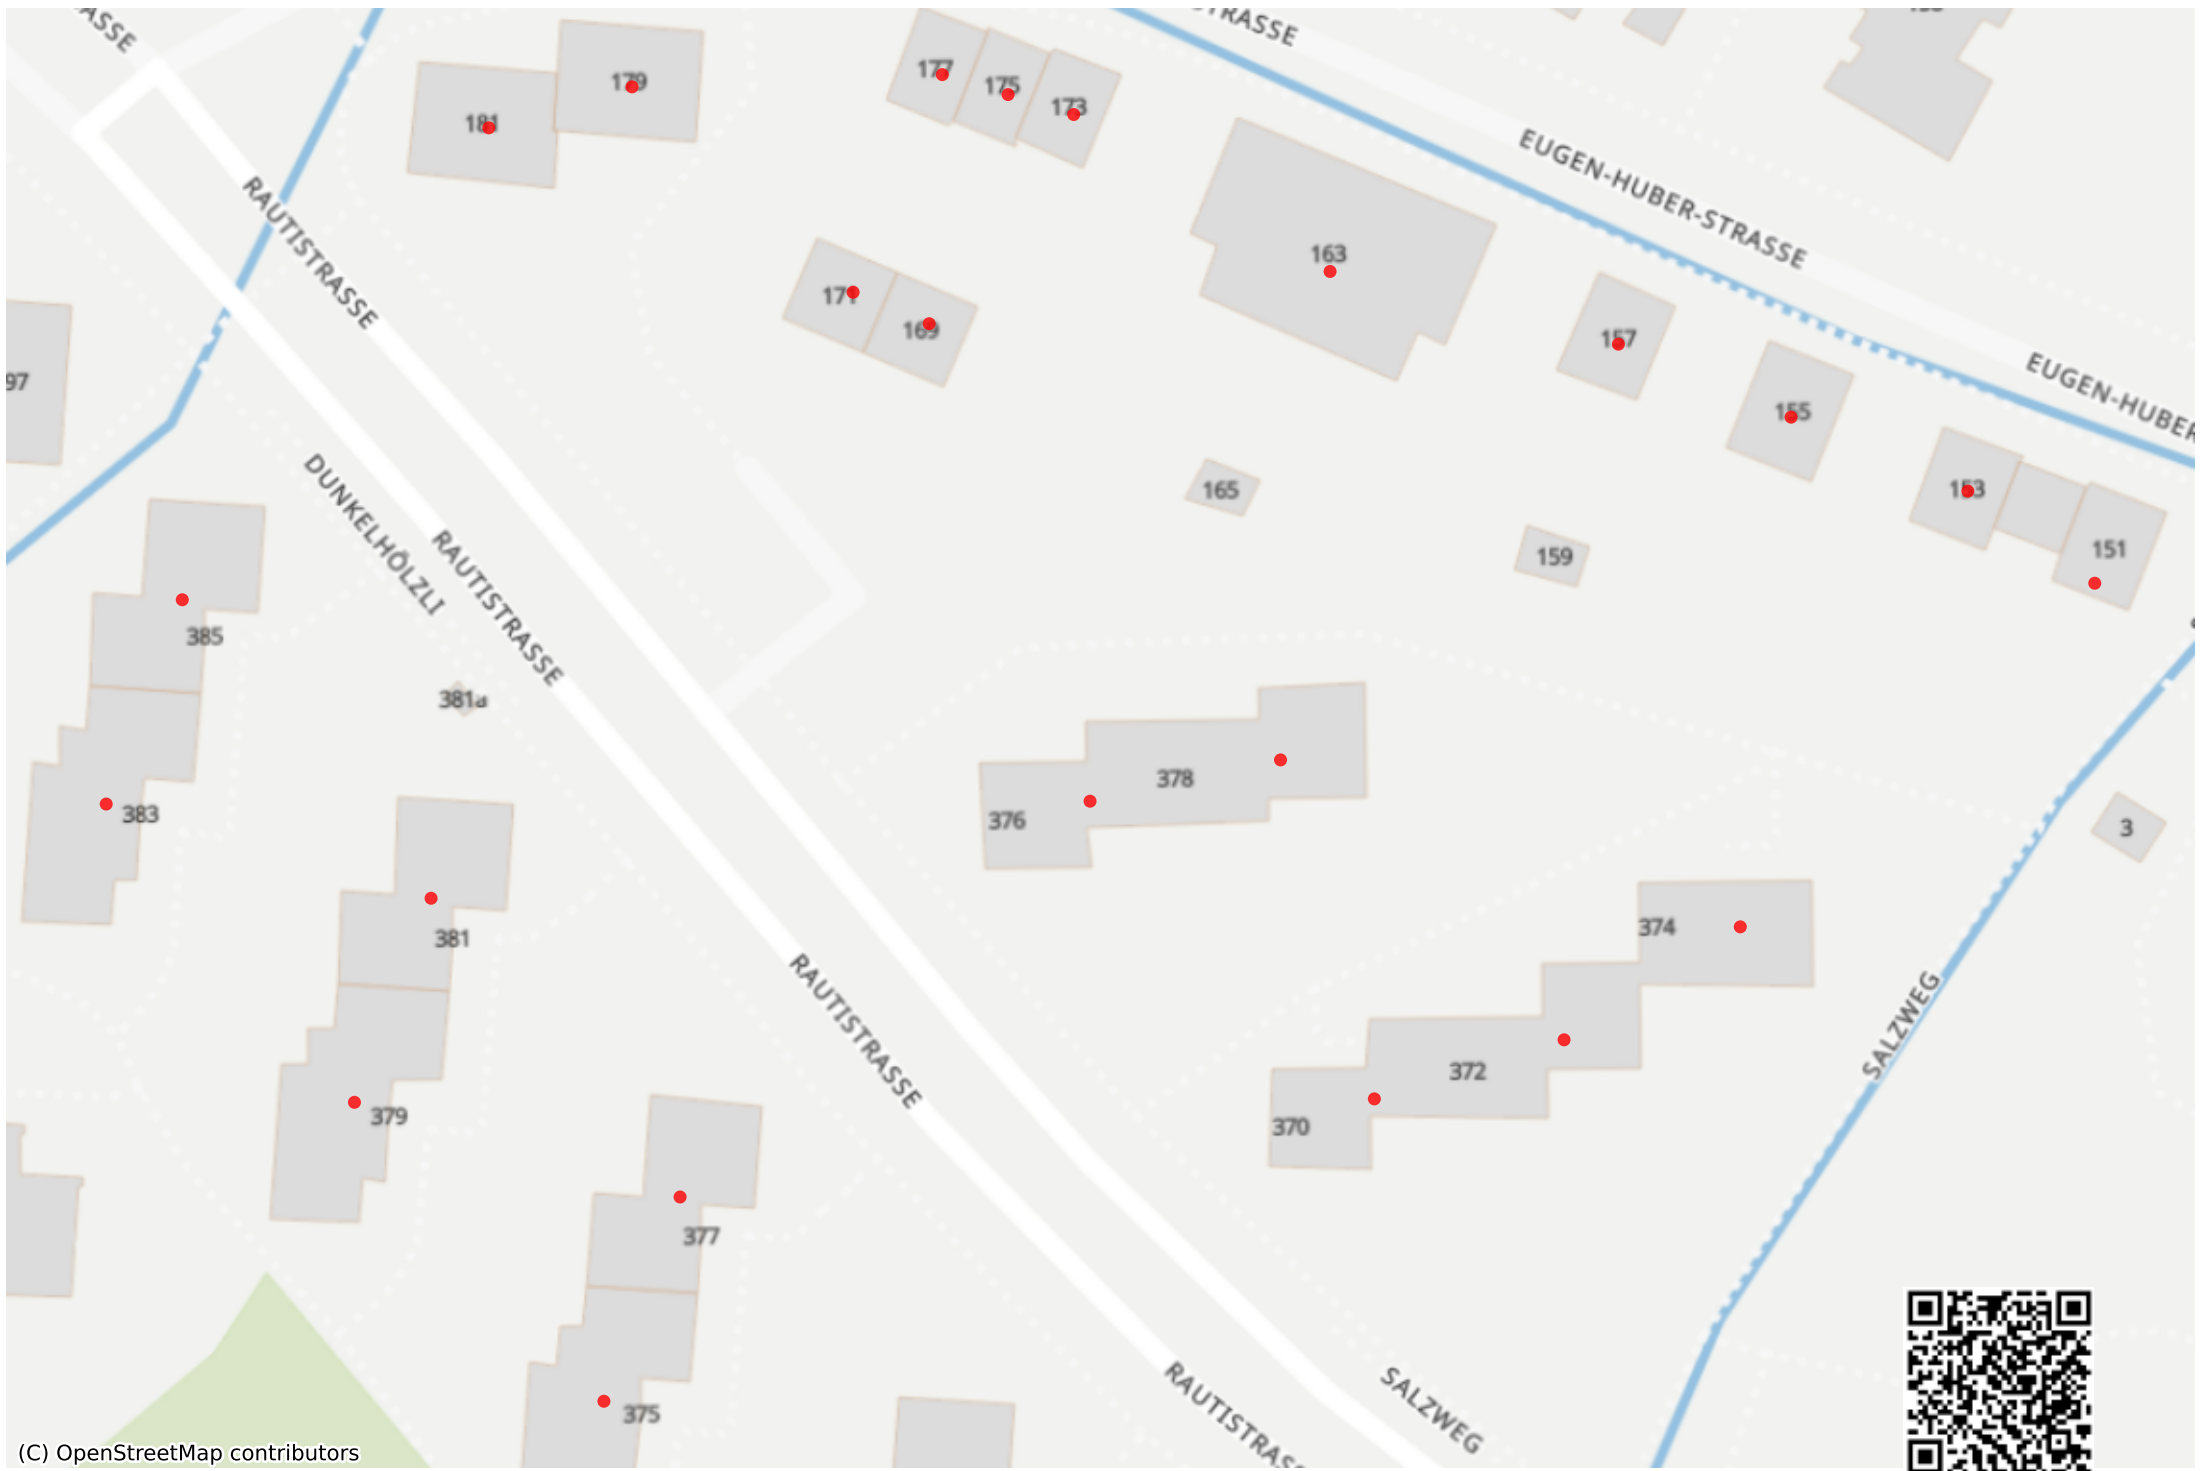 STRASSE
179
181
177
175
173
EUGEN-HUBER-STRASSE
RAUTISTRASSE
163
171
169
157
155
EUGEN-HUBER
97
153
151
165
159
DUNKELHÖLZLI
RAUTISTRASSE
385
381a
383
376
378
3
381
374
RAUTISTRASSE
SALZWEG
372
370
379
377
375
RAUTISTRASSE
SALZWEG
(C) OpenStreetMap contributors